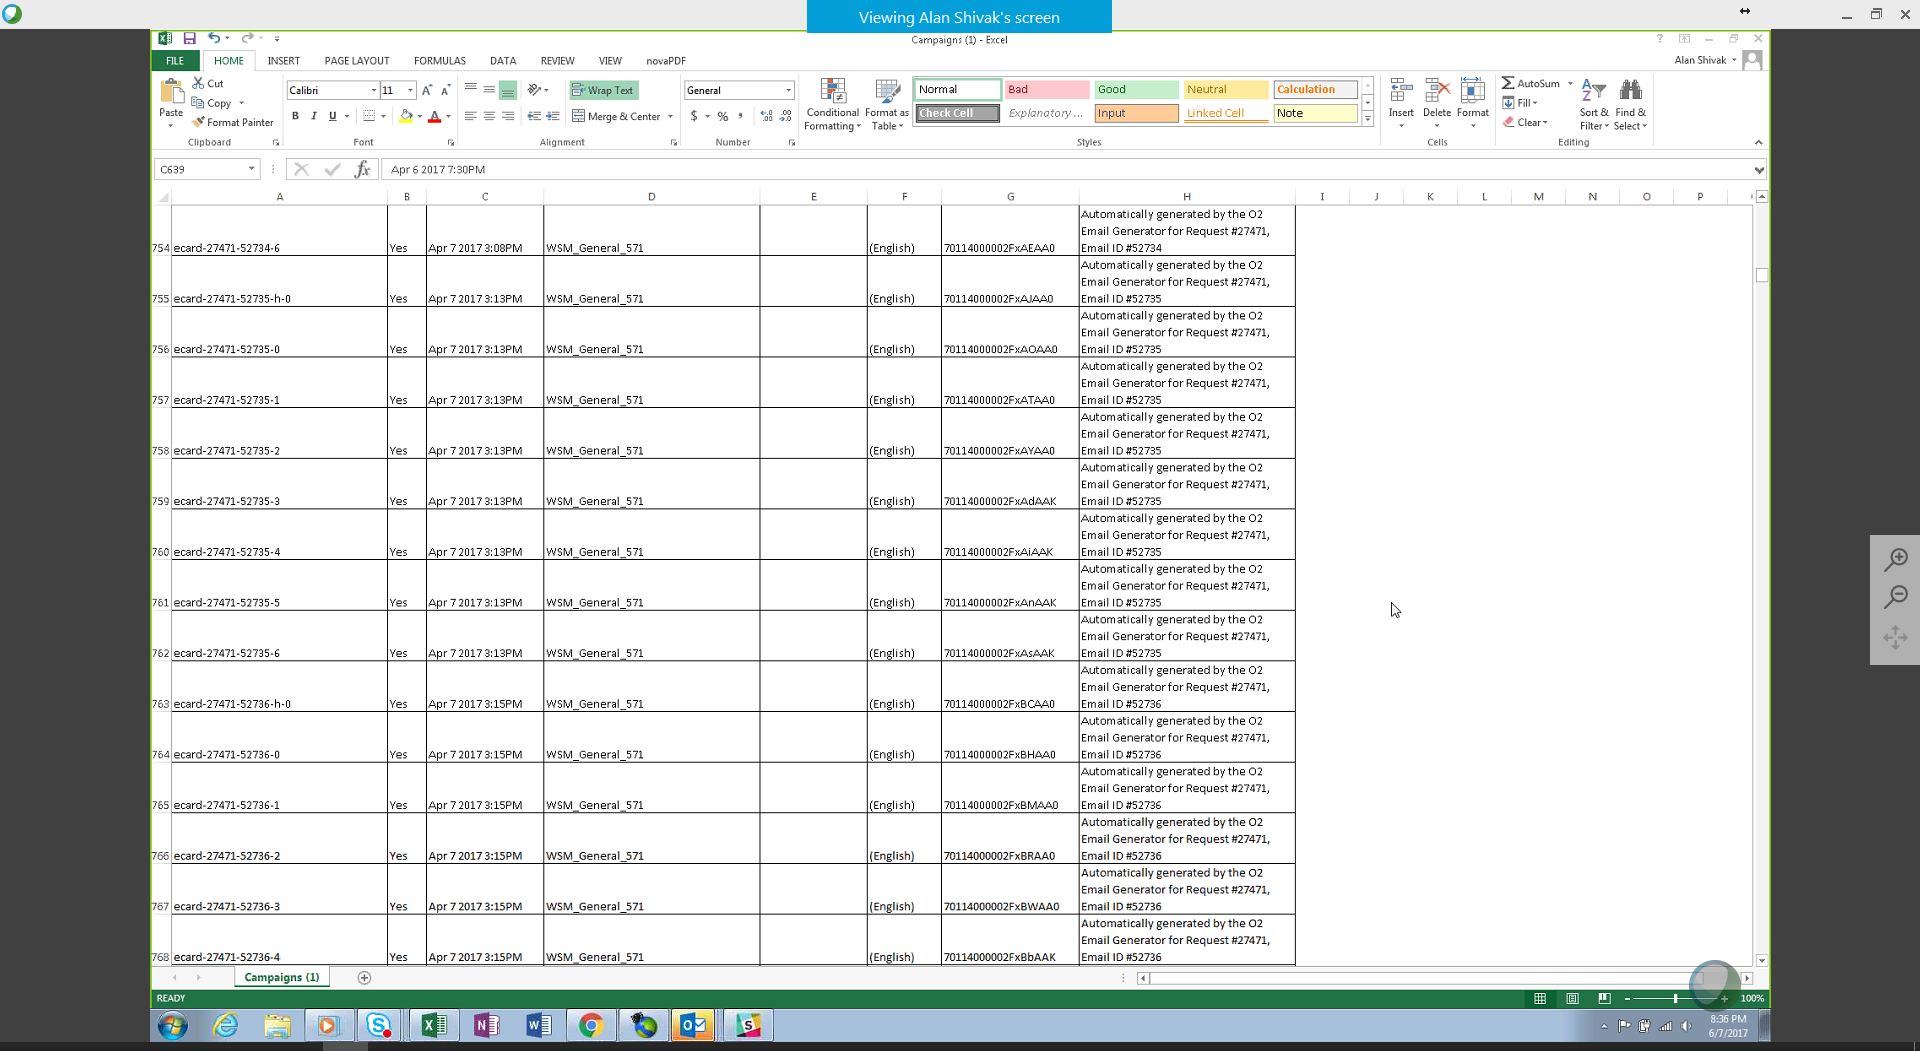 Viewing Alan Shivak's screen
Campaigns (1) - Excel
FILE HOME INSERT PAGE LAYOUT FORMULAS DATA REVIEW VIEW novaPDF Alan Shivak
Paste Cut Copy Format Painter Clipboard
Calibri 11 B I U Font
Wrap Text Merge & Center Alignment
General $ % , Number
Conditional Formatting Format as Table
Normal Bad Good Neutral Calculation
Check Cell Explanatory ... Input Linked Cell Note
Styles
Insert Delete Format Cells
AutoSum Fill Clear Sort & Filter Find & Select Editing
C639 fx Apr 6 2017 7:30PM
A B C D E F G H I J K L M N O P
Automatically generated by the O2
Email Generator for Request #27471,
754 ecard-27471-52734-6 Yes Apr 7 2017 3:08PM WSM_General_571 (English) 70114000002FxAEAA0 Email ID #52734
Automatically generated by the O2
Email Generator for Request #27471,
755 ecard-27471-52735-h-0 Yes Apr 7 2017 3:13PM WSM_General_571 (English) 70114000002FxAJAA0 Email ID #52735
Automatically generated by the O2
Email Generator for Request #27471,
756 ecard-27471-52735-0 Yes Apr 7 2017 3:13PM WSM_General_571 (English) 70114000002FxAOAA0 Email ID #52735
Automatically generated by the O2
Email Generator for Request #27471,
757 ecard-27471-52735-1 Yes Apr 7 2017 3:13PM WSM_General_571 (English) 70114000002FxATAA0 Email ID #52735
Automatically generated by the O2
Email Generator for Request #27471,
758 ecard-27471-52735-2 Yes Apr 7 2017 3:13PM WSM_General_571 (English) 70114000002FxAYAA0 Email ID #52735
Automatically generated by the O2
Email Generator for Request #27471,
759 ecard-27471-52735-3 Yes Apr 7 2017 3:13PM WSM_General_571 (English) 70114000002FxAdAAK Email ID #52735
Automatically generated by the O2
Email Generator for Request #27471,
760 ecard-27471-52735-4 Yes Apr 7 2017 3:13PM WSM_General_571 (English) 70114000002FxAiAAK Email ID #52735
Automatically generated by the O2
Email Generator for Request #27471,
761 ecard-27471-52735-5 Yes Apr 7 2017 3:13PM WSM_General_571 (English) 70114000002FxAnAAK Email ID #52735
Automatically generated by the O2
Email Generator for Request #27471,
762 ecard-27471-52735-6 Yes Apr 7 2017 3:13PM WSM_General_571 (English) 70114000002FxAsAAK Email ID #52735
Automatically generated by the O2
Email Generator for Request #27471,
763 ecard-27471-52736-h-0 Yes Apr 7 2017 3:15PM WSM_General_571 (English) 70114000002FxBCAA0 Email ID #52736
Automatically generated by the O2
Email Generator for Request #27471,
764 ecard-27471-52736-0 Yes Apr 7 2017 3:15PM WSM_General_571 (English) 70114000002FxBHAA0 Email ID #52736
Automatically generated by the O2
Email Generator for Request #27471,
765 ecard-27471-52736-1 Yes Apr 7 2017 3:15PM WSM_General_571 (English) 70114000002FxBMAA0 Email ID #52736
Automatically generated by the O2
Email Generator for Request #27471,
766 ecard-27471-52736-2 Yes Apr 7 2017 3:15PM WSM_General_571 (English) 70114000002FxBRAA0 Email ID #52736
Automatically generated by the O2
Email Generator for Request #27471,
767 ecard-27471-52736-3 Yes Apr 7 2017 3:15PM WSM_General_571 (English) 70114000002FxBWAA0 Email ID #52736
Automatically generated by the O2
Email Generator for Request #27471,
768 ecard-27471-52736-4 Yes Apr 7 2017 3:15PM WSM_General_571 (English) 70114000002FxBbAAK Email ID #52736
Campaigns (1)
READY 100%
8:36 PM
6/7/2017